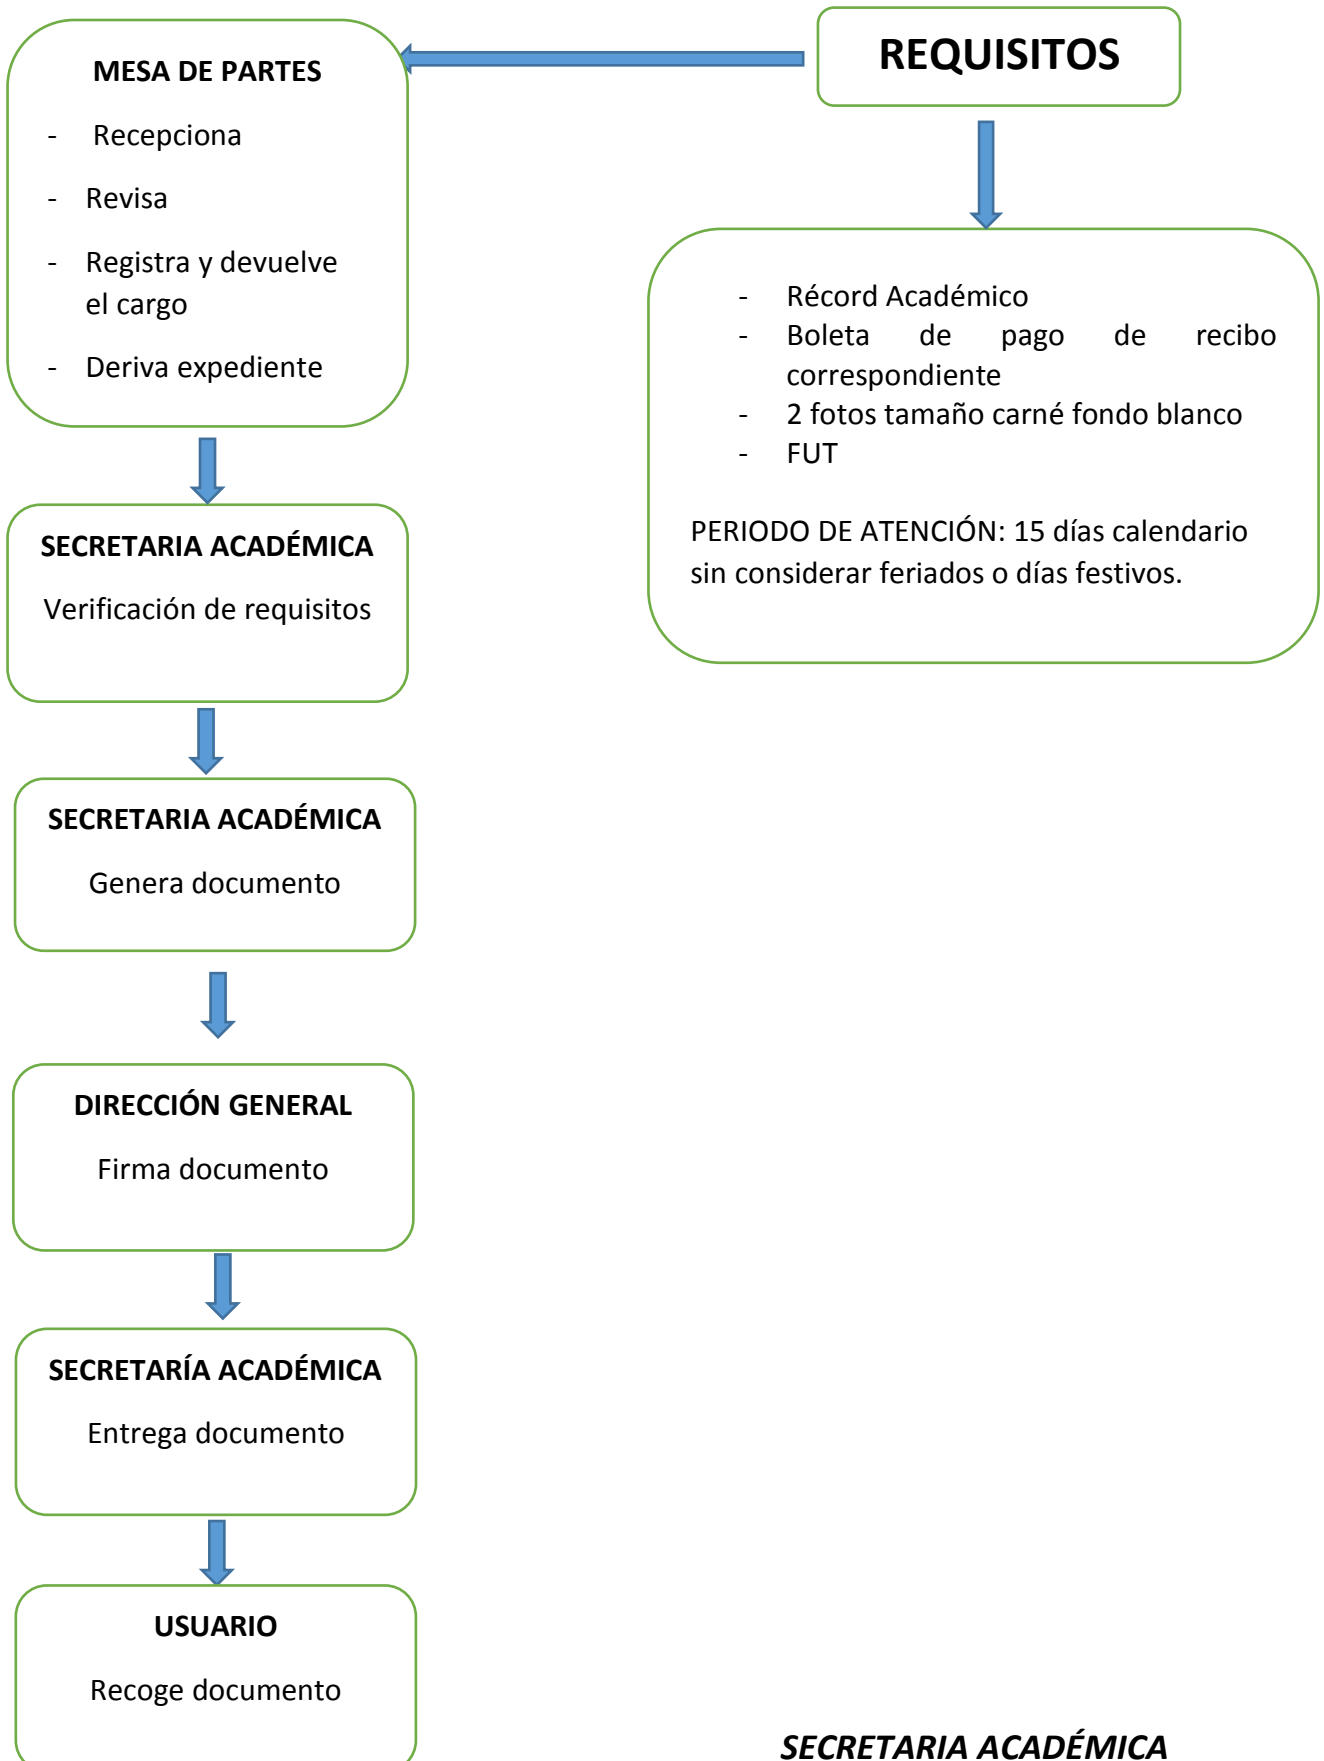 REQUISITOS
MESA DE PARTES
- Recepciona
- Revisa
- Registra y devuelve
el cargo
- Deriva expediente
- Récord Académico
- Boleta de pago de recibo
correspondiente
- 2 fotos tamaño carné fondo blanco
- FUT
PERIODO DE ATENCIÓN: 15 días calendario
sin considerar feriados o días festivos.
SECRETARIA ACADÉMICA
Verificación de requisitos
SECRETARIA ACADÉMICA
Genera documento
DIRECCIÓN GENERAL
Firma documento
SECRETARÍA ACADÉMICA
Entrega documento
USUARIO
Recoge documento
SECRETARIA ACADÉMICA